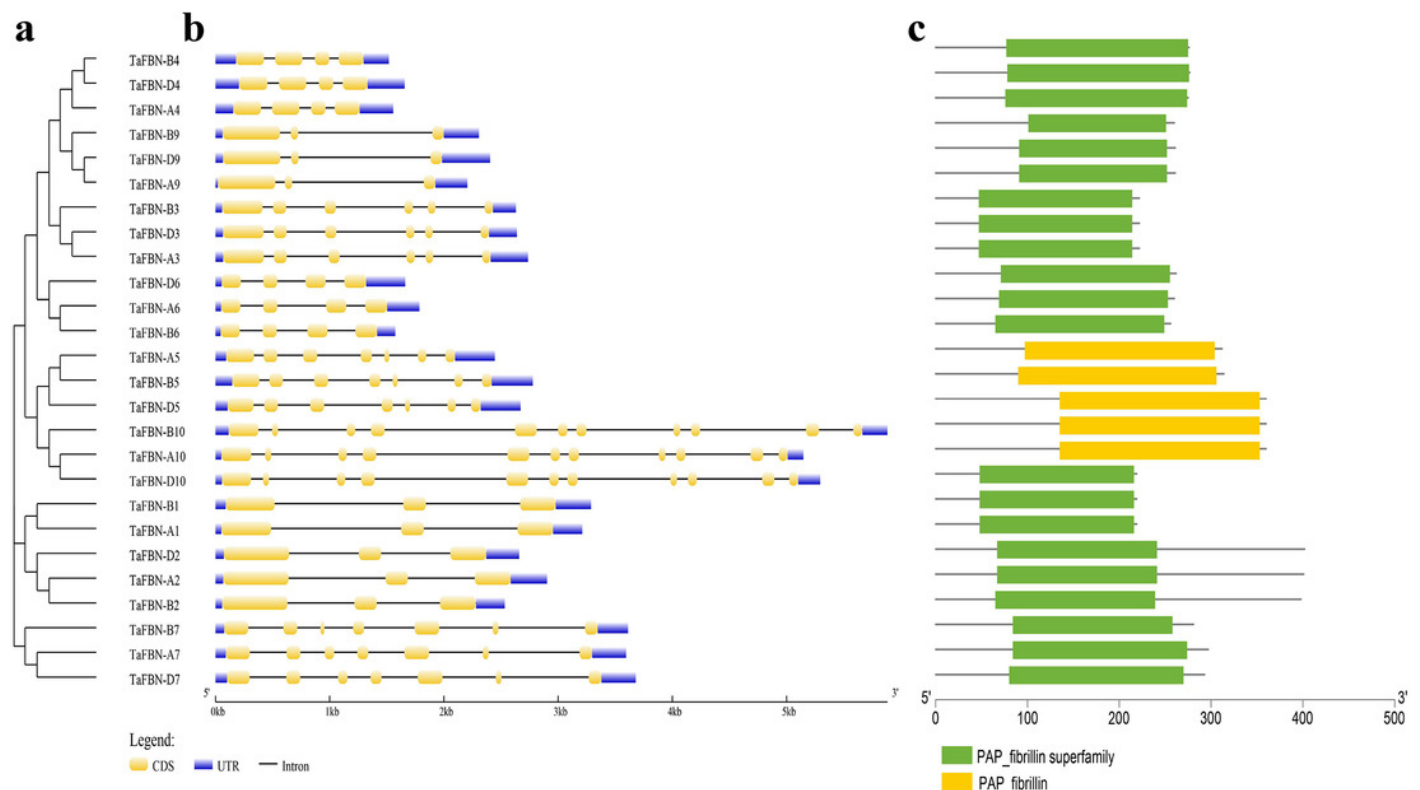 a
b
c
TaFBN-B4
TaFBN-D4
TaFBN-A4
TaFBN-B9
TaFBN-D9
TaFBN-A9
TaFBN-B3
TaFBN-D3
TaFBN-A3
TaFBN-D6
TaFBN-A6
TaFBN-B6
TaFBN-A5
TaFBN-B5
TaFBN-D5
TaFBN-B10
TaFBN-A10
TaFBN-D10
TaFBN-B1
TaFBN-A1
TaFBN-D2
TaFBN-A2
TaFBN-B2
TaFBN-B7
TaFBN-A7
TaFBN-D7
5' 3'
0kb 1kb 2kb 3kb 4kb 5kb
Legend:
CDS UTR Intron
5' 3'
0 100 200 300 400 500
PAP_fibrillin superfamily
PAP_fibrillin